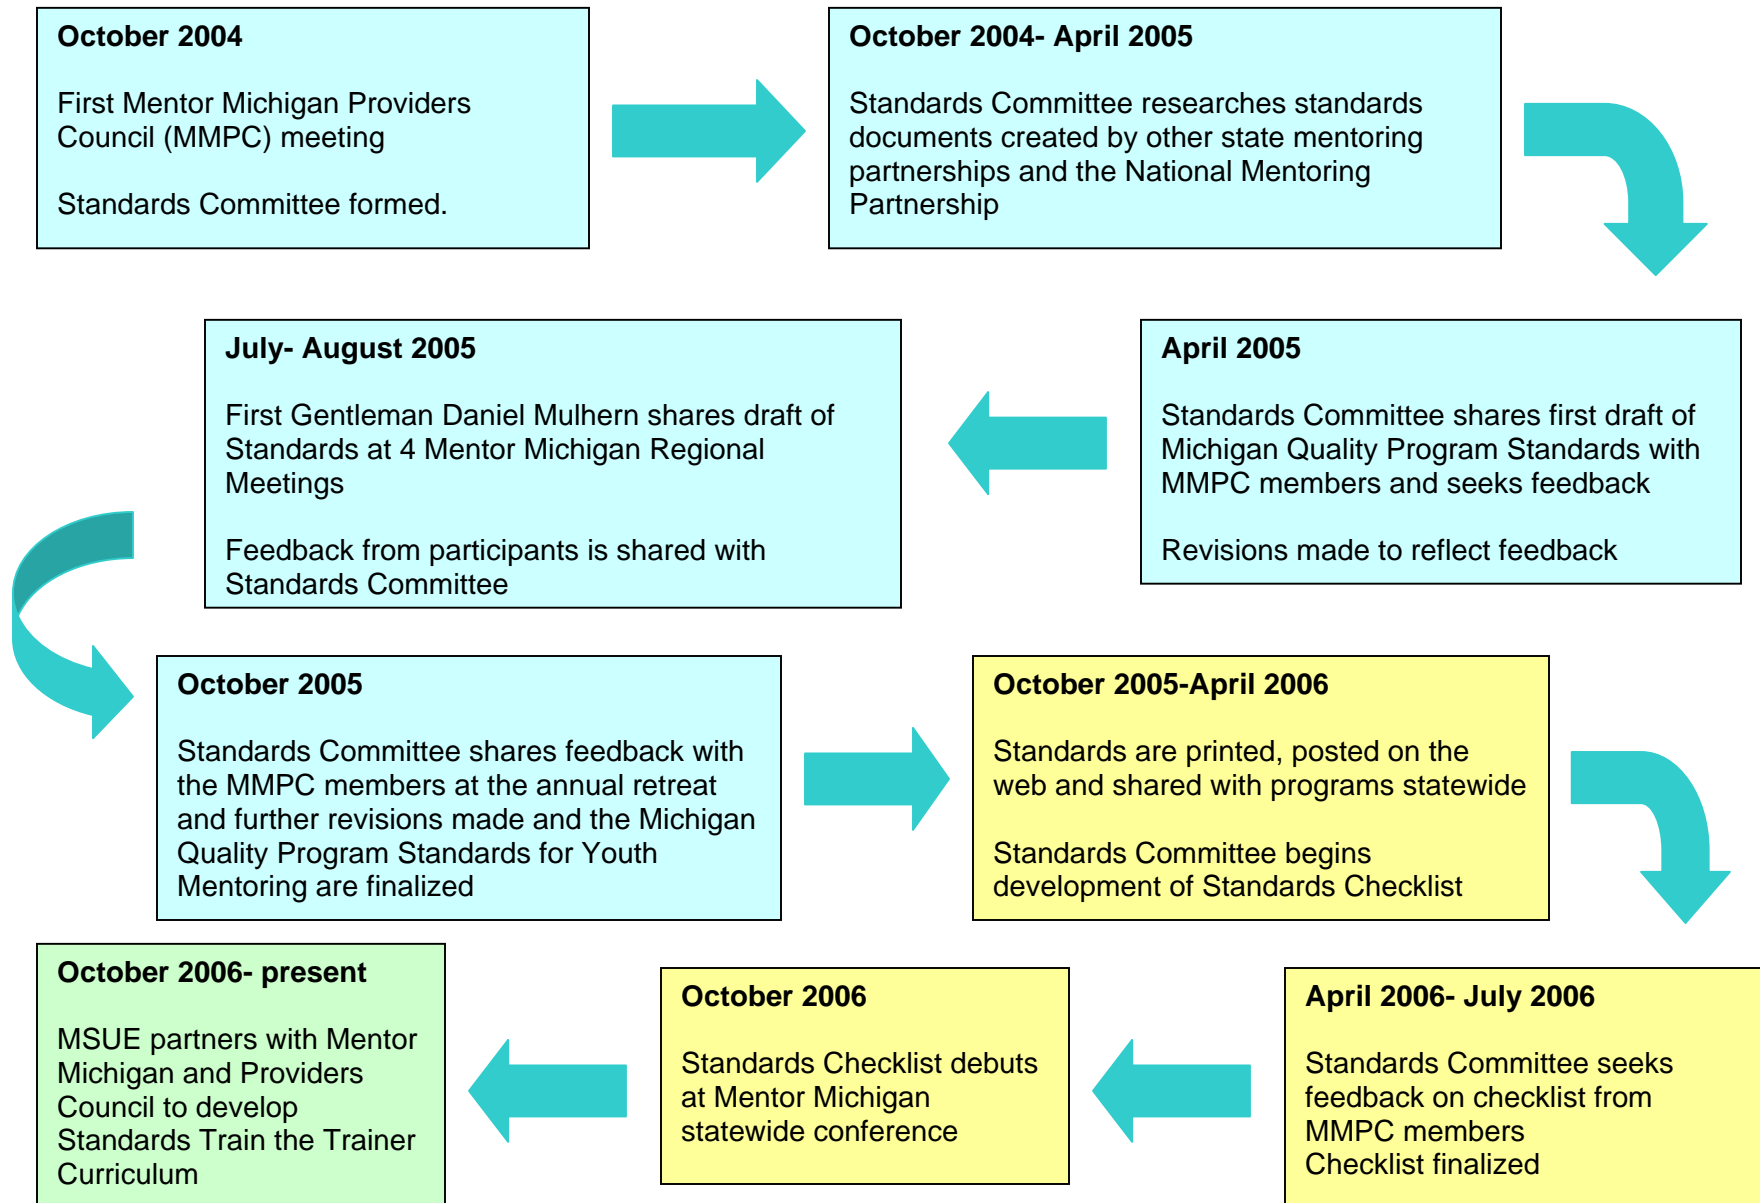 October 2004
First Mentor Michigan Providers
Council (MMPC) meeting
Standards Committee formed.
October 2004- April 2005
Standards Committee researches standards
documents created by other state mentoring
partnerships and the National Mentoring
Partnership
April 2005
Standards Committee shares first draft of
Michigan Quality Program Standards with
MMPC members and seeks feedback
Revisions made to reflect feedback
July- August 2005
First Gentleman Daniel Mulhern shares draft of
Standards at 4 Mentor Michigan Regional
Meetings
Feedback from participants is shared with
Standards Committee
October 2005
Standards Committee shares feedback with
the MMPC members at the annual retreat
and further revisions made and the Michigan
Quality Program Standards for Youth
Mentoring are finalized
October 2005-April 2006
Standards are printed, posted on the
web and shared with programs statewide
Standards Committee begins
development of Standards Checklist
April 2006- July 2006
Standards Committee seeks
feedback on checklist from
MMPC members
Checklist finalized
October 2006
Standards Checklist debuts
at Mentor Michigan
statewide conference
October 2006- present
MSUE partners with Mentor
Michigan and Providers
Council to develop
Standards Train the Trainer
Curriculum